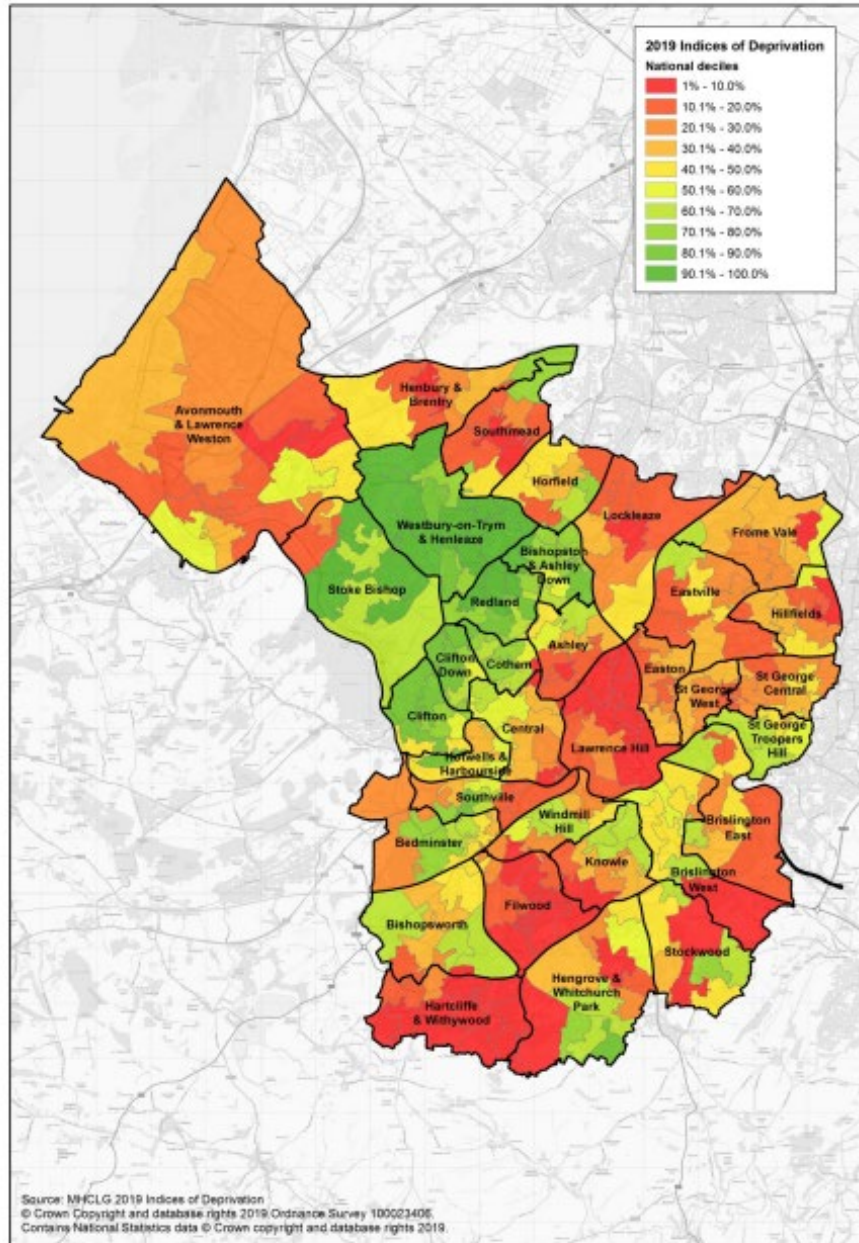 2019 Indices of Deprivation
National deciles
1% - 10.0%
10.1% - 20.0%
20.1% - 30.0%
30.1% - 40.0%
40.1% - 50.0%
50.1% - 60.0%
60.1% - 70.0%
70.1% - 80.0%
80.1% - 90.0%
90.1% - 100.0%
Avonmouth
& Lawrence
Weston
Henbury &
Brentry
Southmead
Horfield
Lockleaze
Frome Vale
Westbury-on-Trym
& Henleaze
Bishopston
& Ashley
Down
Stoke Bishop
Redland
Eastville
Hillfields
Ashley
Clifton
Down
Cotham
Easton
St George
West
St George
Central
Clifton
Central
Lawrence Hill
St George
Troopers
Hill
Hotwells &
Harbourside
Southville
Windmill
Hill
Brislington
East
Bedminster
Knowle
Brislington
West
Bishopsworth
Filwood
Stockwood
Hengrove &
Whitchurch
Park
Hartcliffe
& Withywood
Source: MHCLG 2019 Indices of Deprivation
© Crown Copyright and database rights 2019 Ordnance Survey 100023406.
Contains National Statistics data © Crown copyright and database rights 2019.